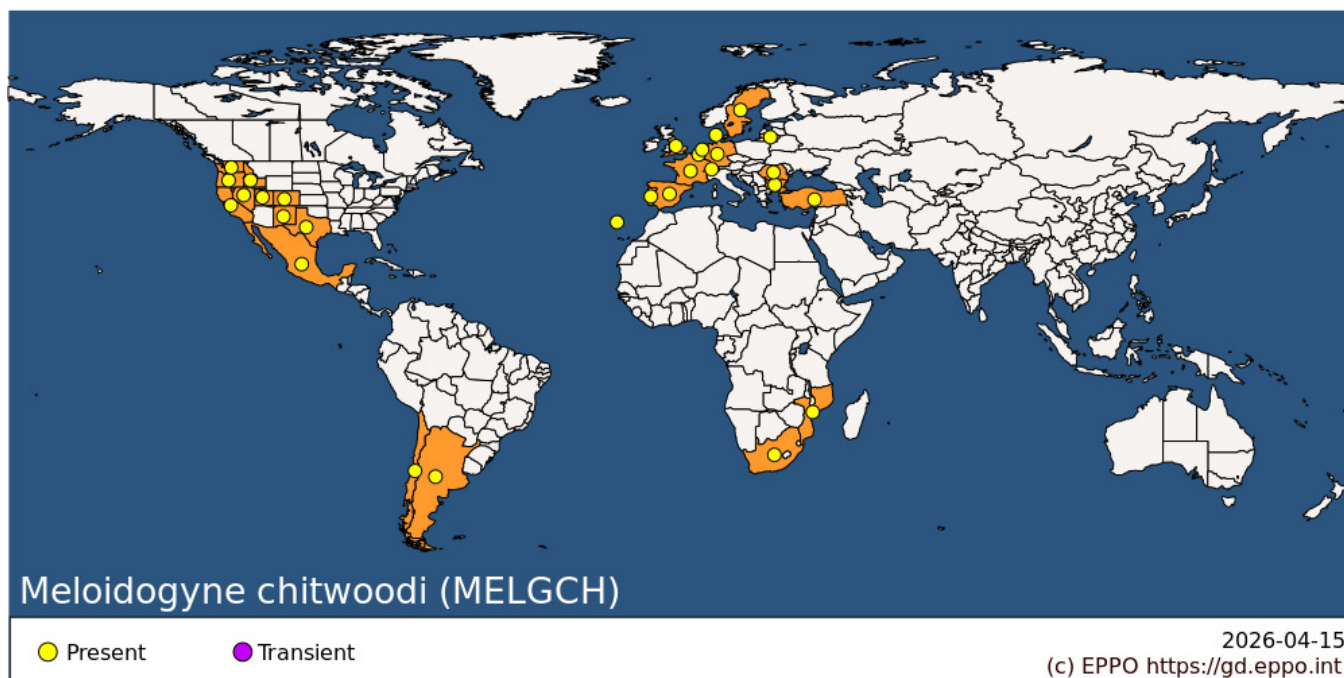 Meloidogyne chitwoodi (MELGCH)
Present
Transient
2026-04-15
(c) EPPO https://gd.eppo.int